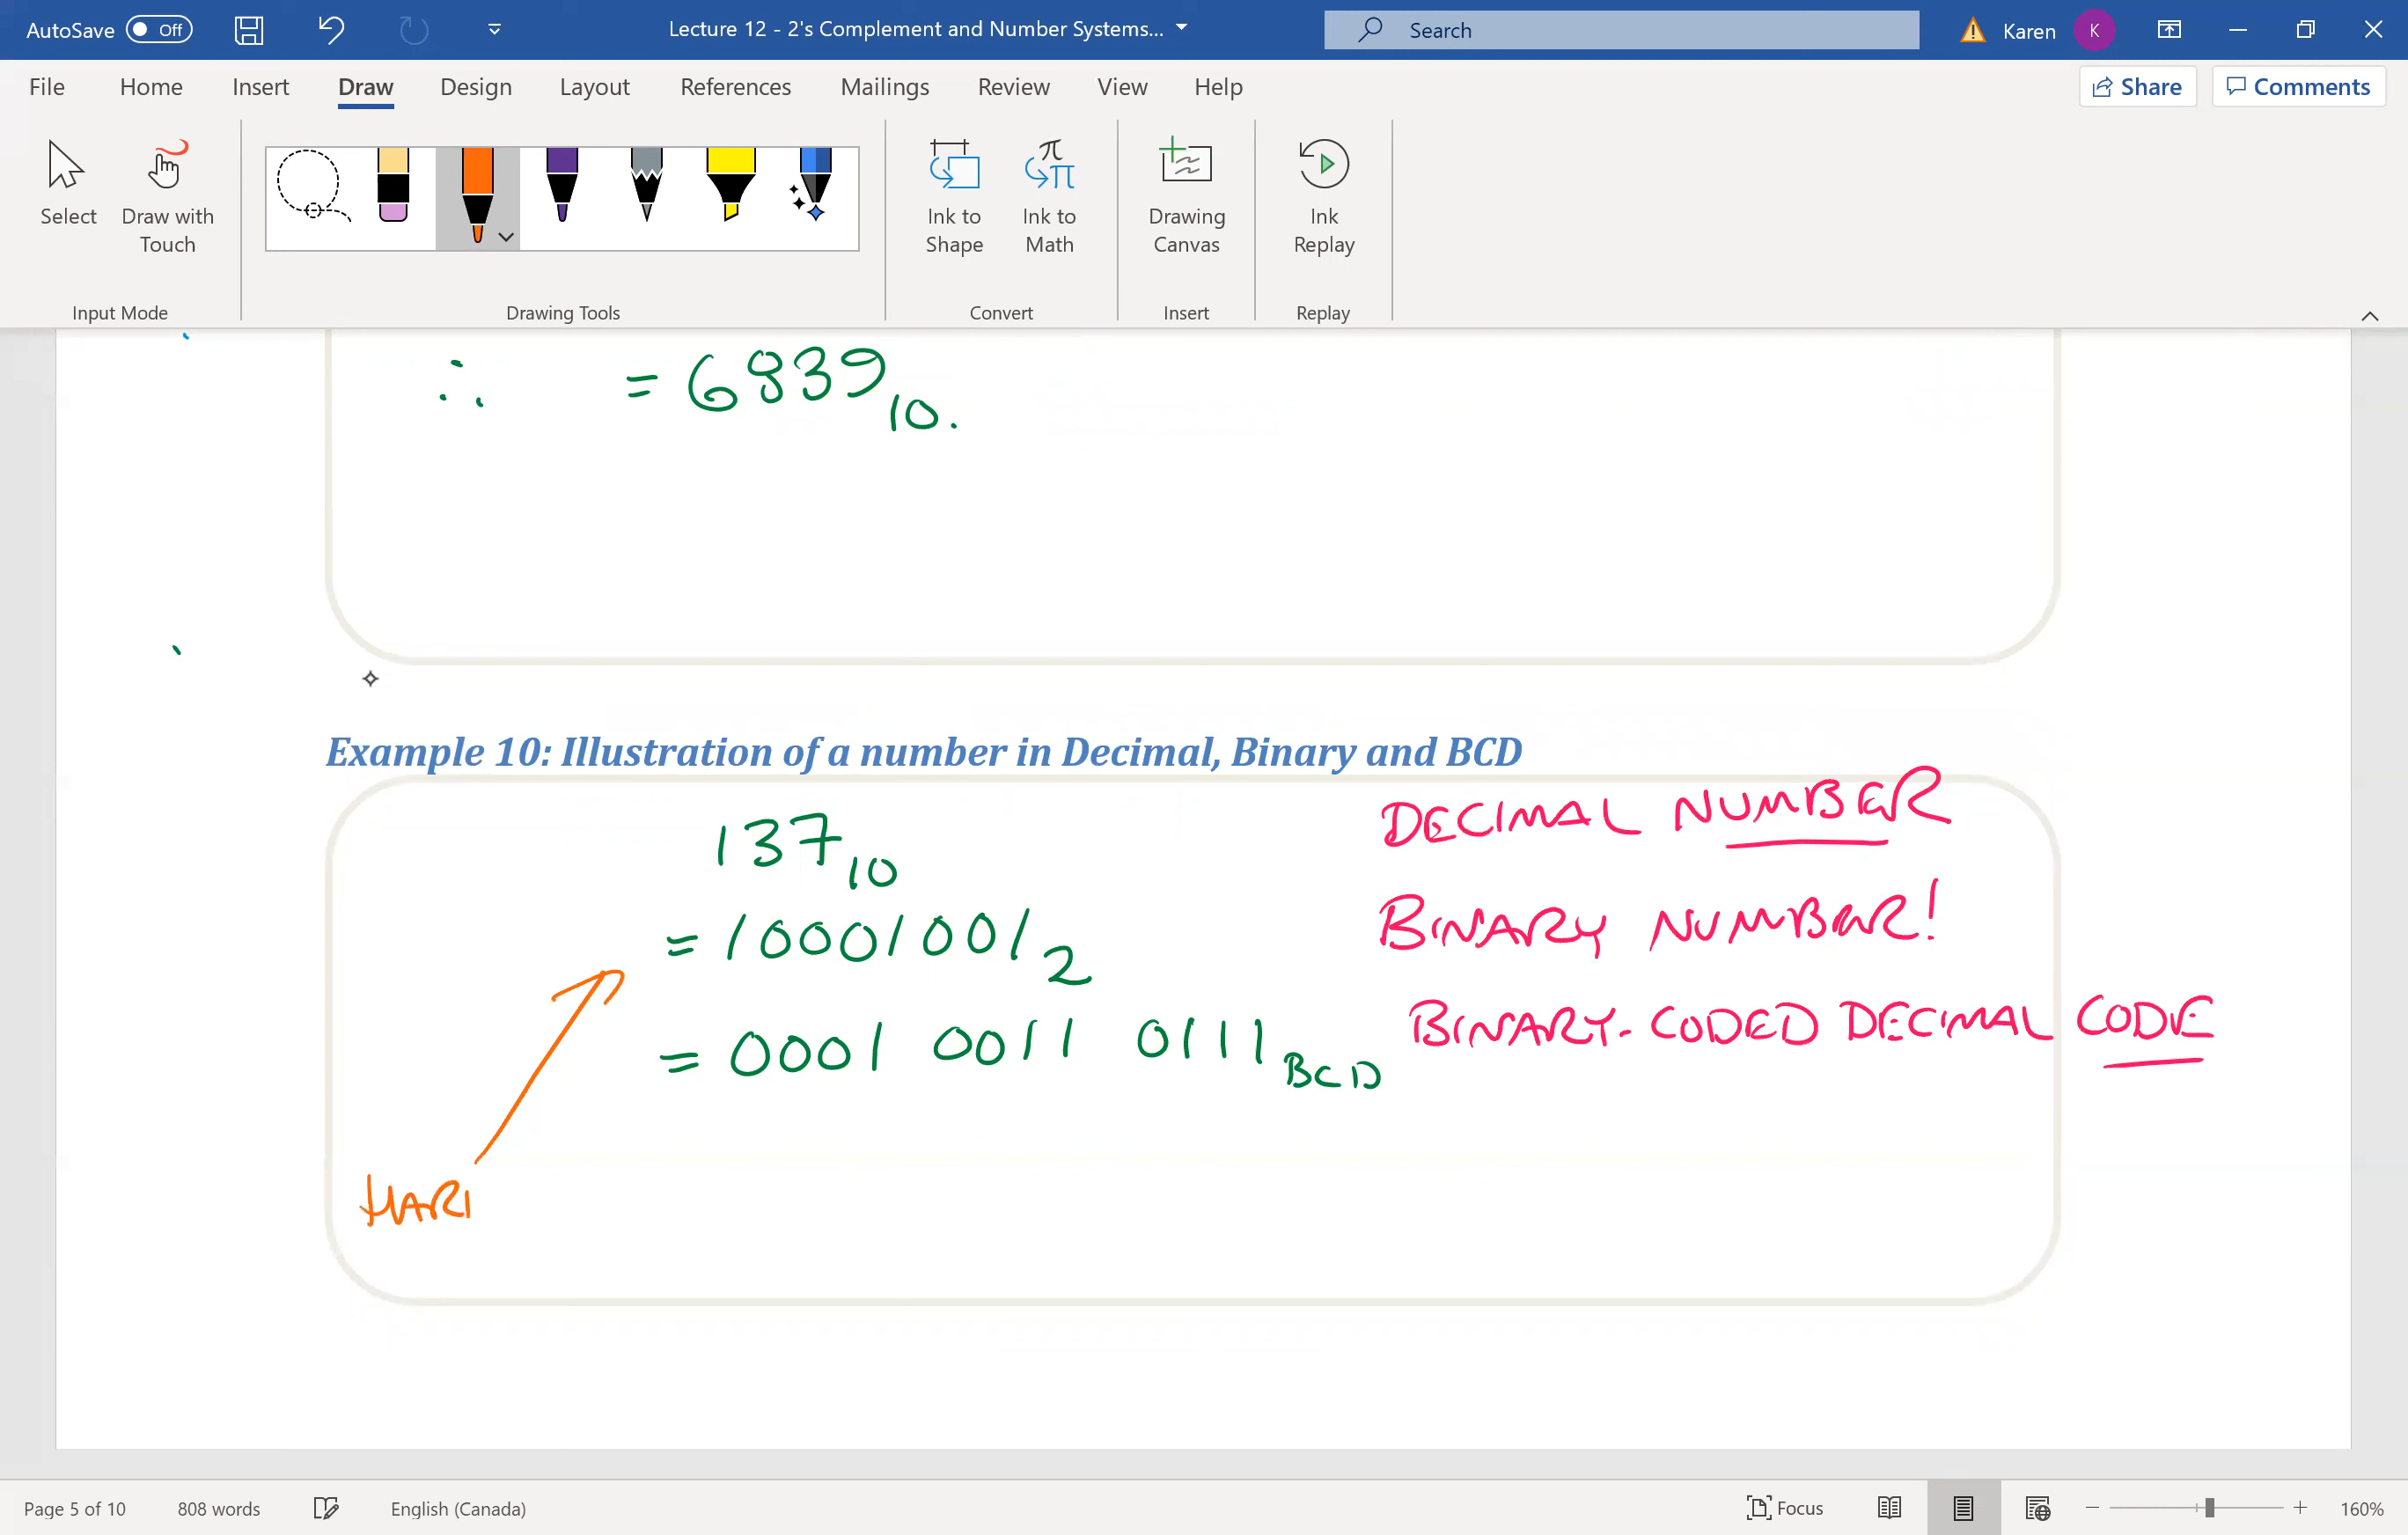 AutoSave Off Lecture 12 - 2's Complement and Number Systems... Search Karen K
File Home Insert Draw Design Layout References Mailings Review View Help Share Comments
Select Draw with Touch Ink to Shape Ink to Math Drawing Canvas Ink Replay
Input Mode Drawing Tools Convert Insert Replay
∴ = 6839₁₀.
Example 10: Illustration of a number in Decimal, Binary and BCD
137₁₀ DECIMAL NUMBER
= 10001001₂ BINARY NUMBER!
= 0001 0011 0111 BCD BINARY-CODED DECIMAL CODE
HARI
Page 5 of 10 808 words English (Canada) Focus 160%